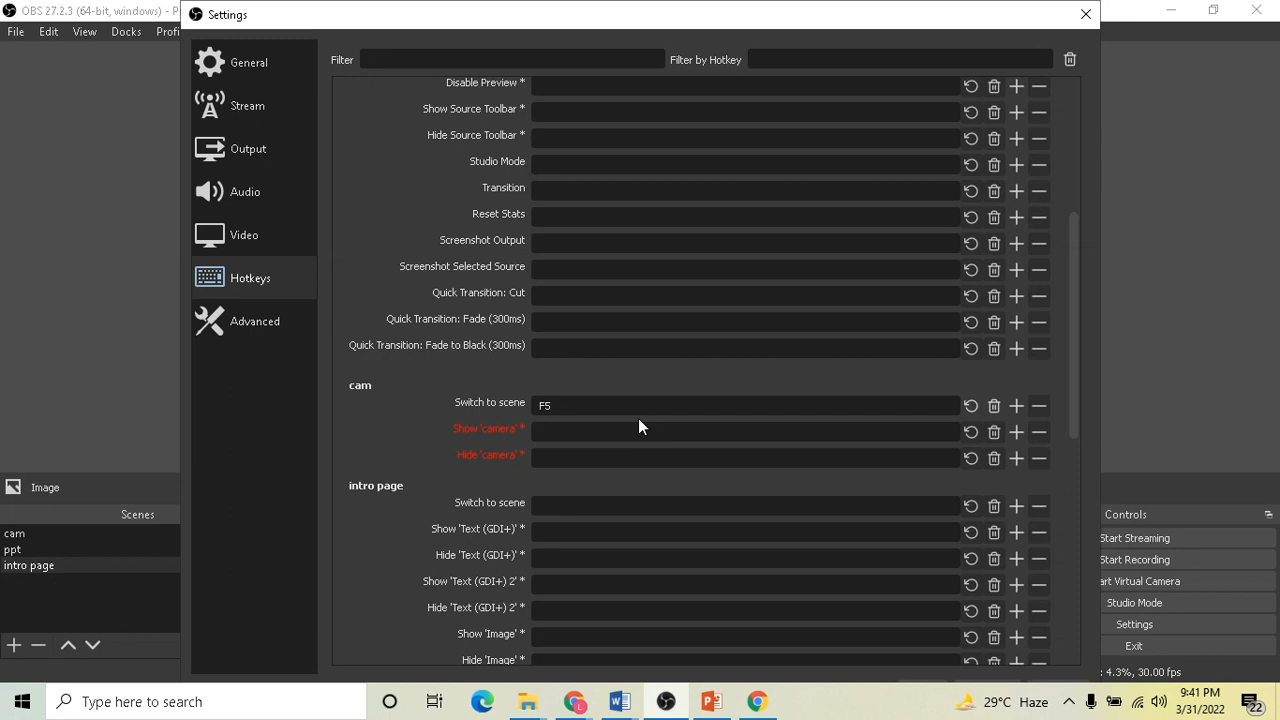 OBS 27.2.3 (64-bit, windows)
Settings
File Edit View Docks Profi
General
Stream
Output
Audio
Video
Hotkeys
Advanced
Filter Filter by Hotkey
Disable Preview *
Show Source Toolbar *
Hide Source Toolbar *
Studio Mode
Transition
Reset Stats
Screenshot Output
Screenshot Selected Source
Quick Transition: Cut
Quick Transition: Fade (300ms)
Quick Transition: Fade to Black (300ms)
cam
Switch to scene F5
Show 'camera' *
Hide 'camera' *
intro page
Switch to scene
Show 'Text (GDI+)' *
Hide 'Text (GDI+)' *
Show 'Text (GDI+) 2' *
Hide 'Text (GDI+) 2' *
Show 'Image' *
Hide 'Image' *
Image
Scenes
cam
ppt
intro page
Controls
Start Streaming
Start Recording
art Virtual Camera
Studio Mode
Settings
Exit
: 4.3%, 30.00 fps
Type here to search
29°C Haze
9:41 PM
3/31/2022
22